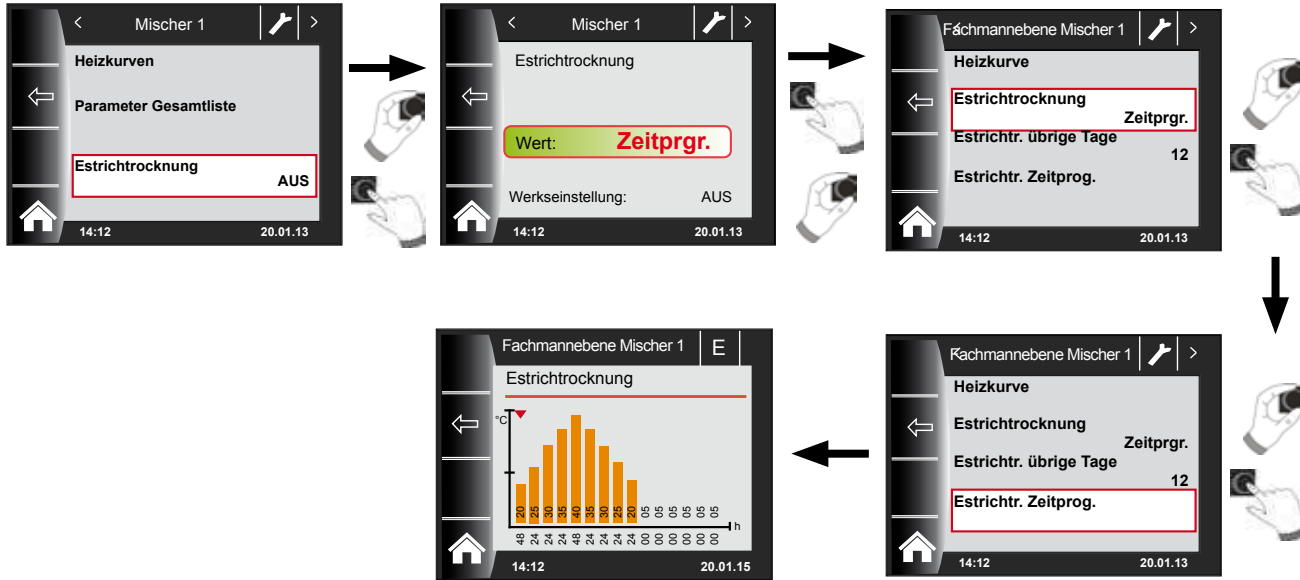 < Mischer 1 >
Heizkurven
Parameter Gesamtliste
Estrichtrocknung
AUS
14:12 20.01.13
< Mischer 1 >
Estrichtrocknung
Wert: Zeitprgr.
Werkseinstellung: AUS
14:12 20.01.13
Fachmannebene Mischer 1 >
Heizkurve
Estrichtrocknung
Zeitprgr.
Estrichtr. übrige Tage
12
Estrichtr. Zeitprog.
14:12 20.01.13
Fachmannebene Mischer 1 >
Heizkurve
Estrichtrocknung
Zeitprgr.
Estrichtr. übrige Tage
12
Estrichtr. Zeitprog.
14:12 20.01.13
Fachmannebene Mischer 1 E
Estrichtrocknung
°C
20 25 30 35 40 35 30 25 20 05 05 05 05 05 05
h
48 24 24 24 48 24 24 24 24 00 00 00 00 00 00
14:12 20.01.15